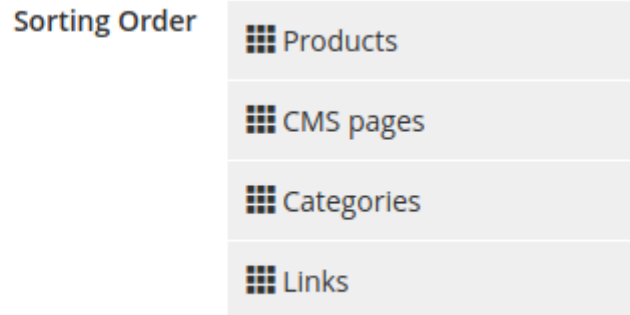 Sorting Order
Products
CMS pages
Categories
Links